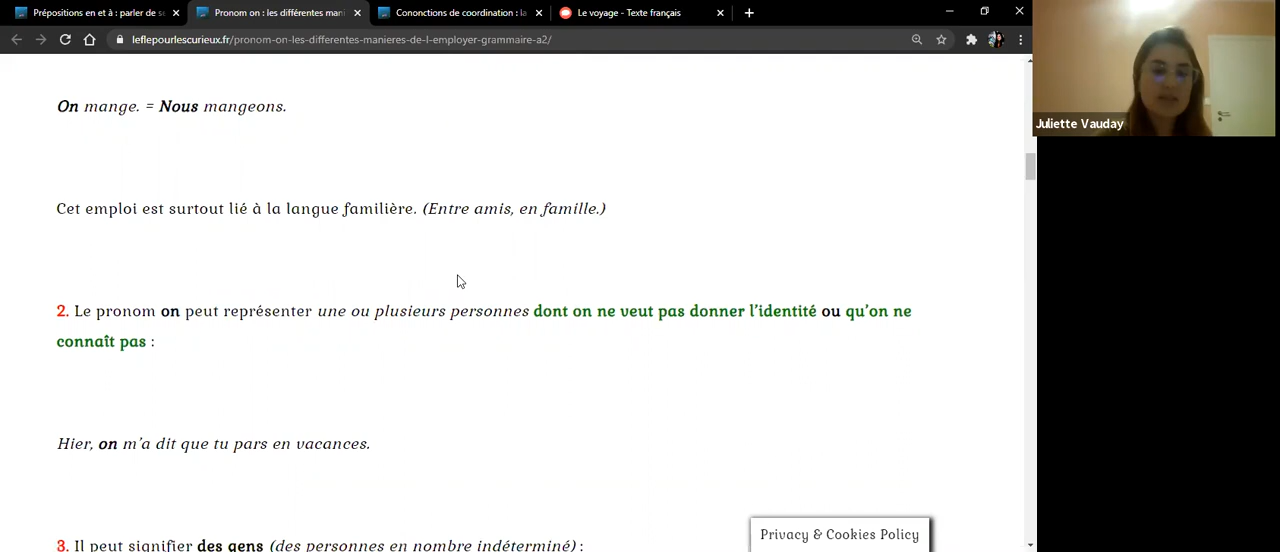 Prépositions en et à : parler de se
Pronom on : les différentes mani
Cononctions de coordination : la
Le voyage - Texte français
leflepourlescurieux.fr/pronom-on-les-differentes-manieres-de-l-employer-grammaire-a2/
On mange. = Nous mangeons.
Cet emploi est surtout lié à la langue familière. (Entre amis, en famille.)
2. Le pronom on peut représenter une ou plusieurs personnes dont on ne veut pas donner l'identité ou qu'on ne
connaît pas :
Hier, on m'a dit que tu pars en vacances.
3. Il peut signifier des gens (des personnes en nombre indéterminé) :
Privacy & Cookies Policy
Juliette Vauday